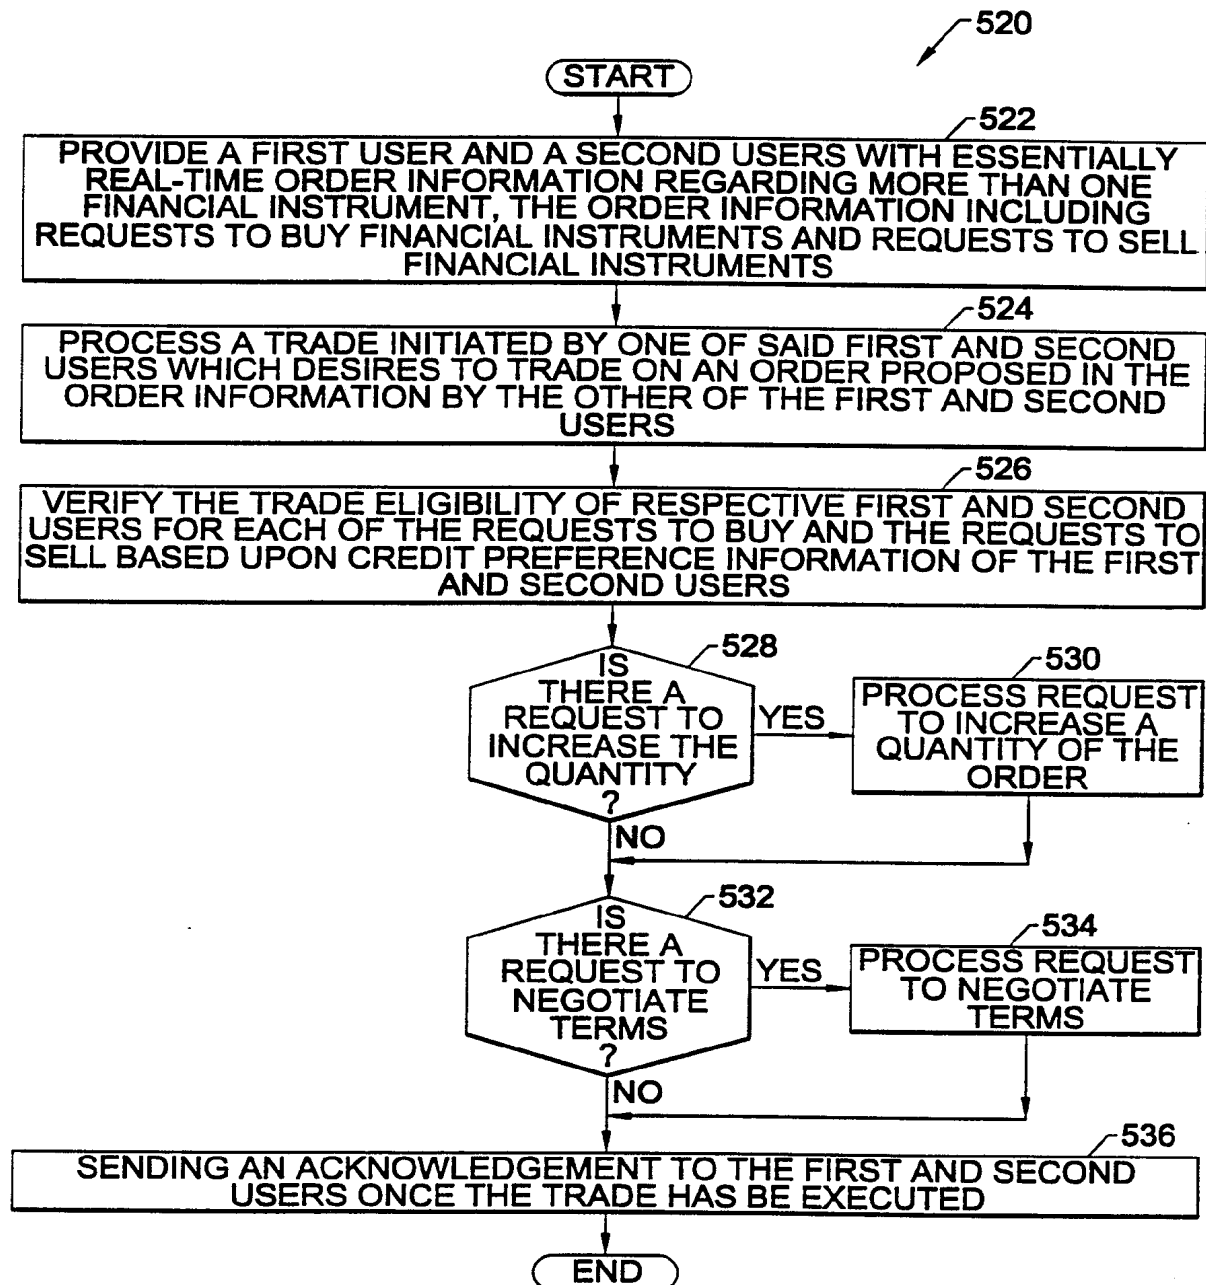 520
START
522
PROVIDE A FIRST USER AND A SECOND USERS WITH ESSENTIALLY
REAL-TIME ORDER INFORMATION REGARDING MORE THAN ONE
FINANCIAL INSTRUMENT, THE ORDER INFORMATION INCLUDING
REQUESTS TO BUY FINANCIAL INSTRUMENTS AND REQUESTS TO SELL
FINANCIAL INSTRUMENTS
524
PROCESS A TRADE INITIATED BY ONE OF SAID FIRST AND SECOND
USERS WHICH DESIRES TO TRADE ON AN ORDER PROPOSED IN THE
ORDER INFORMATION BY THE OTHER OF THE FIRST AND SECOND
USERS
526
VERIFY THE TRADE ELIGIBILITY OF RESPECTIVE FIRST AND SECOND
USERS FOR EACH OF THE REQUESTS TO BUY AND THE REQUESTS TO
SELL BASED UPON CREDIT PREFERENCE INFORMATION OF THE FIRST
AND SECOND USERS
528
IS
THERE A
REQUEST TO
INCREASE THE
QUANTITY
?
YES
530
PROCESS REQUEST
TO INCREASE A
QUANTITY OF THE
ORDER
NO
532
IS
THERE A
REQUEST TO
NEGOTIATE
TERMS
?
YES
534
PROCESS REQUEST
TO NEGOTIATE
TERMS
NO
536
SENDING AN ACKNOWLEDGEMENT TO THE FIRST AND SECOND
USERS ONCE THE TRADE HAS BE EXECUTED
END